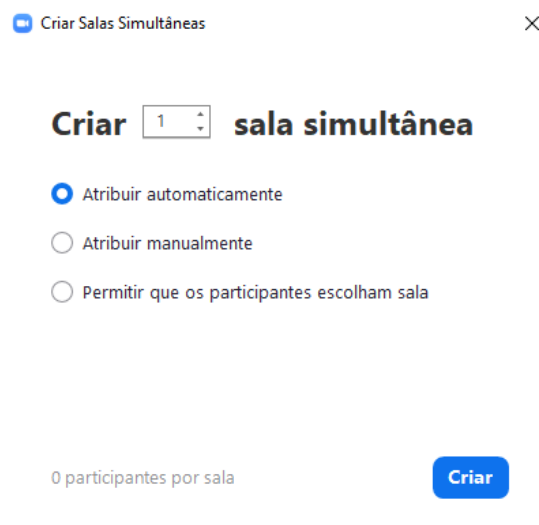 Criar Salas Simultâneas
Criar 1 sala simultânea
Atribuir automaticamente
Atribuir manualmente
Permitir que os participantes escolham sala
0 participantes por sala
Criar